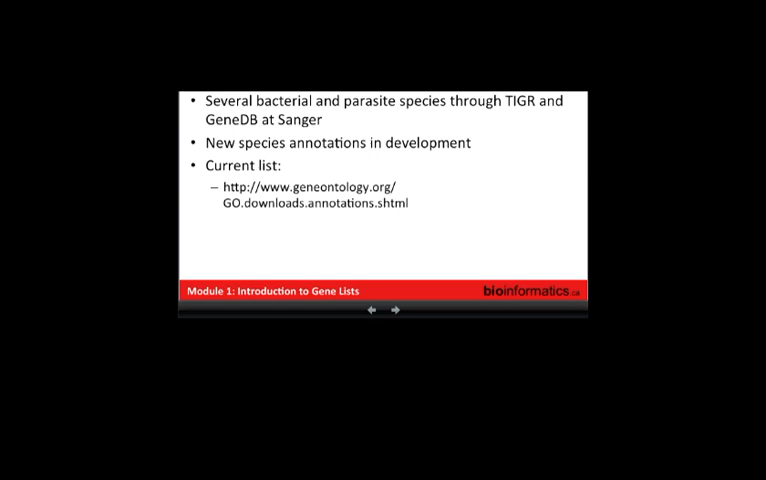 • Several bacterial and parasite species through TIGR and
GeneDB at Sanger
• New species annotations in development
• Current list:
– http://www.geneontology.org/
GO.downloads.annotations.shtml
Module 1: Introduction to Gene Lists
bioinformatics.ca